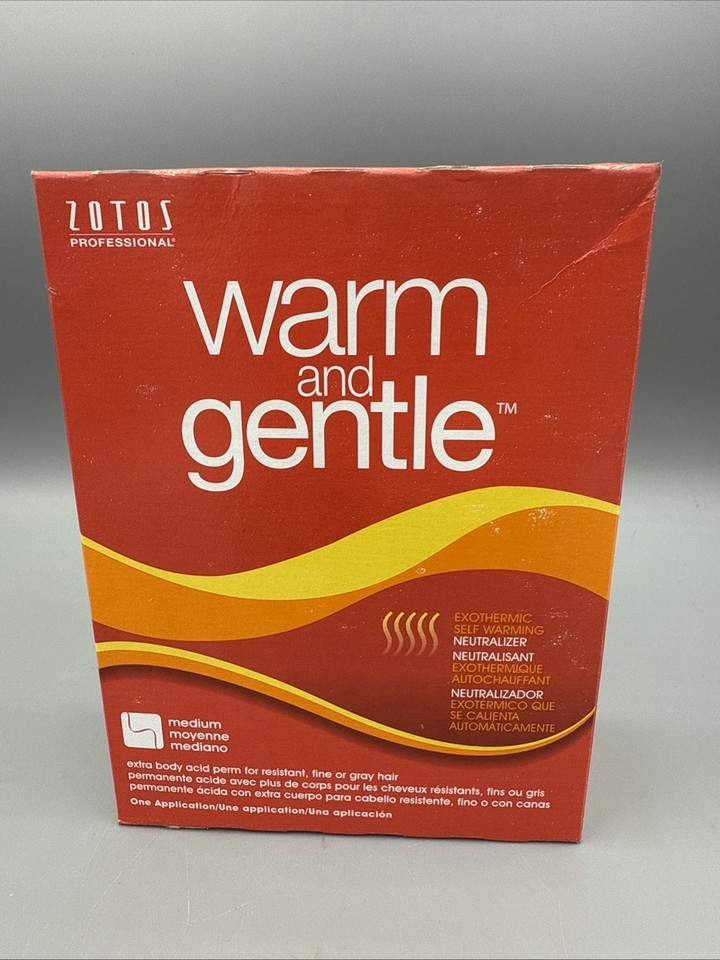 ZOTOS
PROFESSIONAL®
warm
and
gentle™
EXOTHERMIC
SELF WARMING
NEUTRALIZER
NEUTRALISANT
EXOTHERMIQUE
AUTOCHAUFFANT
NEUTRALIZADOR
EXOTERMICO QUE
SE CALIENTA
AUTOMÁTICAMENTE
medium
moyenne
mediano
extra body acid perm for resistant, fine or gray hair
permanente acide avec plus de corps pour les cheveux résistants, fins ou gris
permanente ácida con extra cuerpo para cabello resistente, fino o con canas
One Application/Une application/Una aplicación